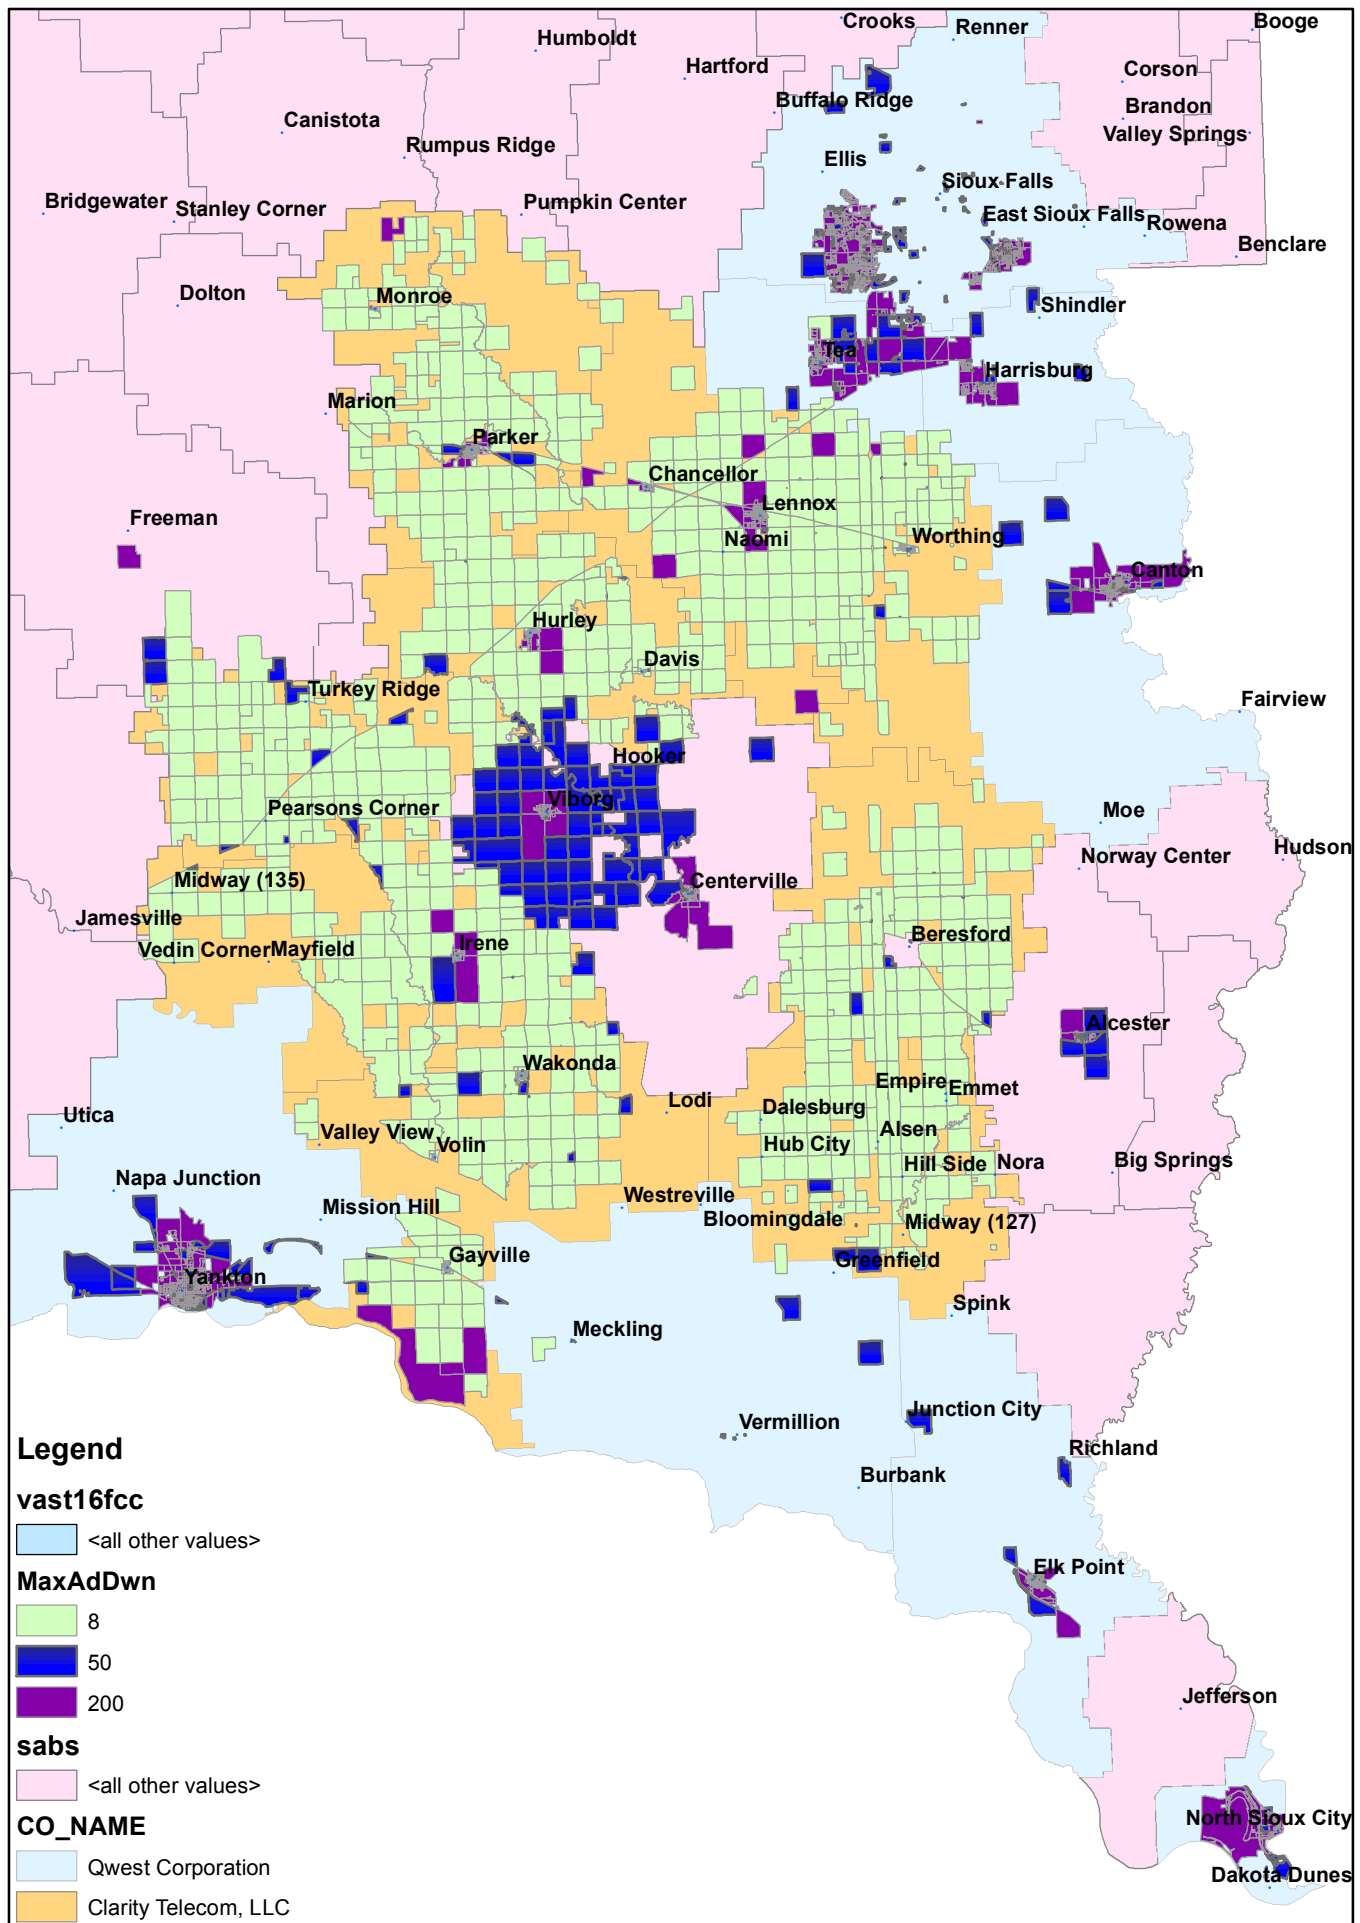 Crooks
Renner
Booge
Humboldt
Hartford
Corson
Buffalo Ridge
Brandon
Canistota
Valley Springs
Rumpus Ridge
Ellis
Sioux Falls
Bridgewater
Stanley Corner
Pumpkin Center
East Sioux Falls
Rowena
Benclare
Dolton
Monroe
Shindler
Tea
Harrisburg
Marion
Parker
Chancellor
Lennox
Freeman
Naomi
Worthing
Canton
Hurley
Davis
Turkey Ridge
Fairview
Hooker
Viborg
Pearsons Corner
Moe
Norway Center
Hudson
Midway (135)
Centerville
Jamesville
Beresford
Vedin Corner
Mayfield
Irene
Alcester
Wakonda
Empire
Emmet
Lodi
Dalesburg
Utica
Valley View
Volin
Alsen
Hub City
Hill Side
Nora
Big Springs
Napa Junction
Mission Hill
Westreville
Bloomingdale
Midway (127)
Gayville
Greenfield
Yankton
Spink
Meckling
Vermillion
Junction City
Richland
Burbank
Elk Point
Jefferson
North Sioux City
Dakota Dunes
Legend
vast16fcc
<all other values>
MaxAdDwn
8
50
200
sabs
<all other values>
CO_NAME
Qwest Corporation
Clarity Telecom, LLC